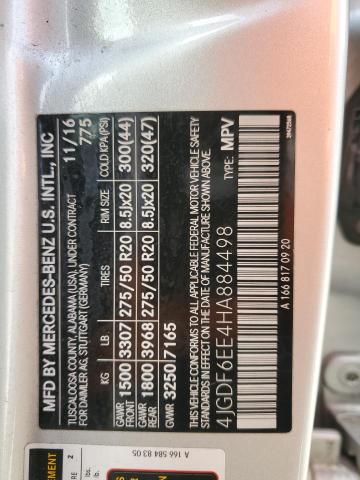 MFD BY MERCEDES-BENZ U.S. INT'L., INC
TUSCALOOSA COUNTY, ALABAMA (USA) UNDER CONTRACT 11/16
FOR DAIMLER AG, STUTTGART (GERMANY) 775
KG LB TIRES RIM SIZE COLD KPA(PSI)
GAWR FRONT 1500 3307 275/50 R20 8.5Jx20 300(44)
GAWR REAR 1800 3968 275/50 R20 8.5Jx20 320(47)
GVWR 3250 7165
THIS VEHICLE CONFORMS TO ALL APPLICABLE FEDERAL MOTOR VEHICLE SAFETY
STANDARDS IN EFFECT ON THE DATE OF MANUFACTURE SHOWN ABOVE.
4JGDF6EE4HA884498 TYPE: MPV
A 166 817 09 20
A 166 584 83 05
EMENT
2
lbs.